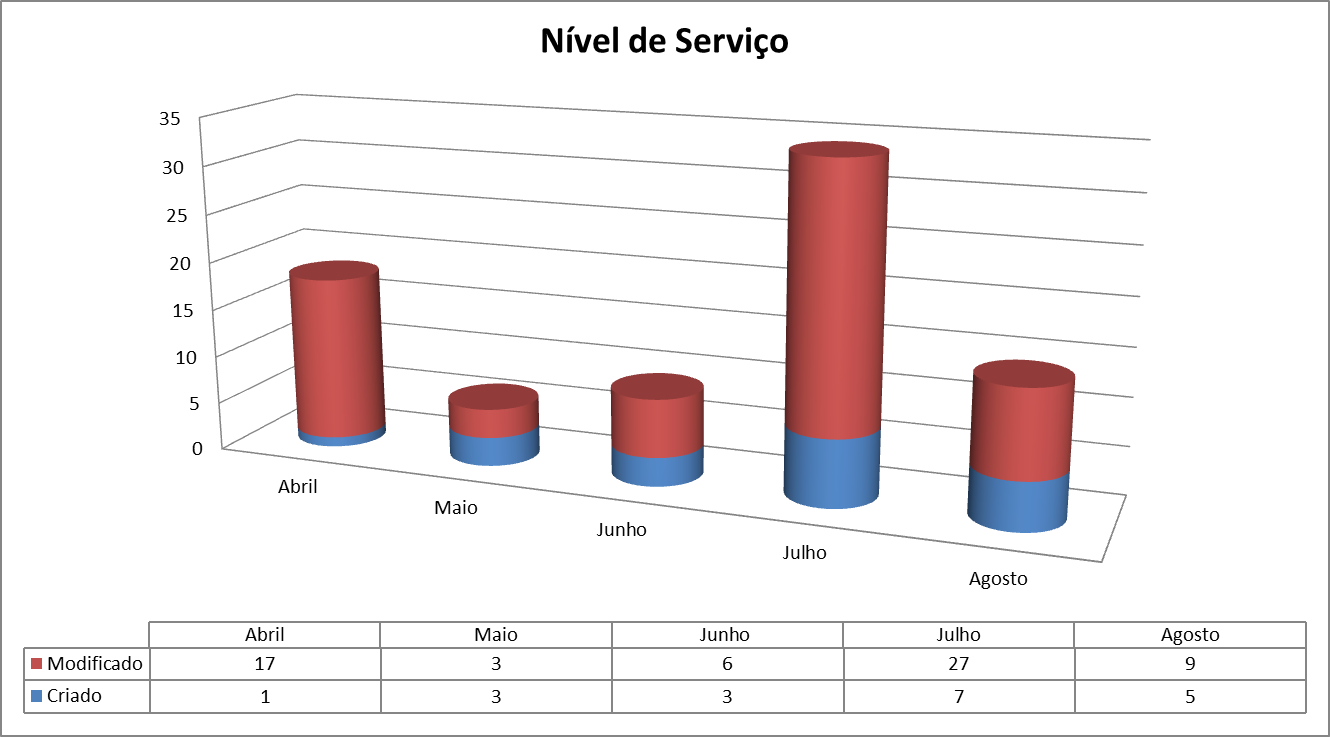 Nível de Serviço
35
30
25
20
15
10
5
0
Abril
Maio
Junho
Julho
Agosto
Abril Maio Junho Julho Agosto
Modificado 17 3 6 27 9
Criado 1 3 3 7 5